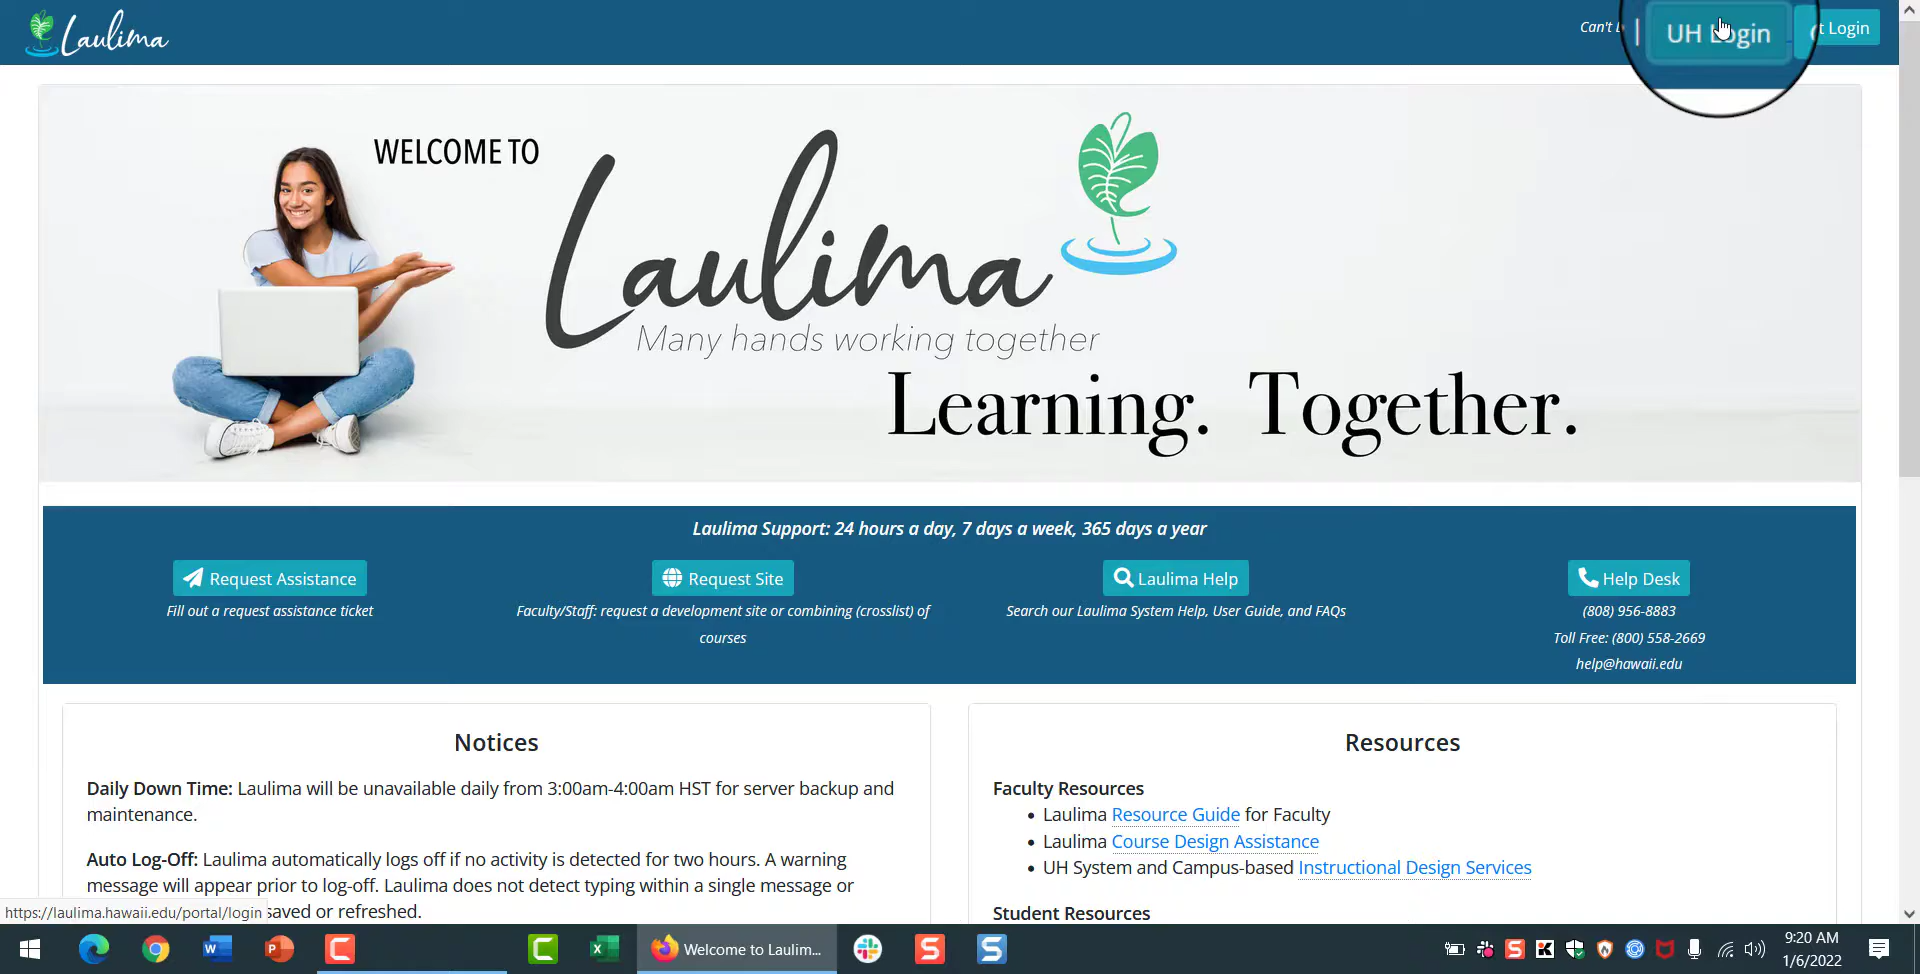 Laulima
Can't
UH Login
t Login
WELCOME TO
Laulima
Many hands working together
Learning. Together.
Laulima Support: 24 hours a day, 7 days a week, 365 days a year
Request Assistance
Fill out a request assistance ticket
Request Site
Faculty/Staff: request a development site or combining (crosslist) of
courses
Laulima Help
Search our Laulima System Help, User Guide, and FAQs
Help Desk
(808) 956-8883
Toll Free: (800) 558-2669
help@hawaii.edu
Notices
Daily Down Time: Laulima will be unavailable daily from 3:00am-4:00am HST for server backup and
maintenance.
Auto Log-Off: Laulima automatically logs off if no activity is detected for two hours. A warning
message will appear prior to log-off. Laulima does not detect typing within a single message or
saved or refreshed.
Resources
Faculty Resources
• Laulima Resource Guide for Faculty
• Laulima Course Design Assistance
• UH System and Campus-based Instructional Design Services
Student Resources
https://laulima.hawaii.edu/portal/login
Welcome to Laulim...
9:20 AM
1/6/2022